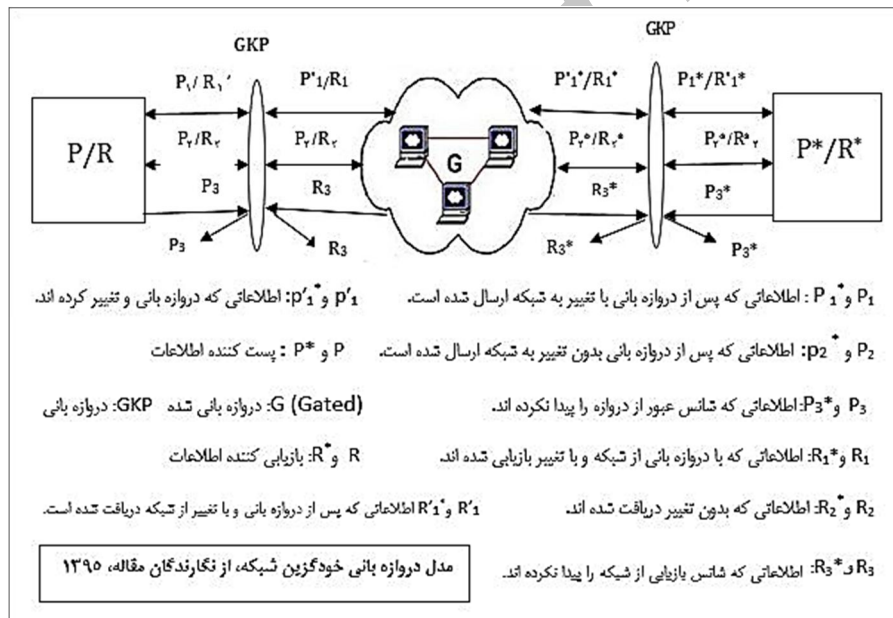 GKP GKP
P₁/R₁′ P'1/R1 P'1*/R1* P1*/R'1*
P/R P₂/R₂ P₂/R₂ G P₂*/R₂* P₂*/R*₂ P*/R*
P3 R3 R3* P3*
P3 R3 R3* P3*
P1 و P1*: اطلاعاتی که پس از دروازه بانی با تغییر به شبکه ارسال شده است. p'1 و p'1*: اطلاعاتی که دروازه بانی و تغییر کرده اند.
P2 و p2*: اطلاعاتی که پس از دروازه بانی بدون تغییر به شبکه ارسال شده است. P و P*: پست کننده اطلاعات
P3 و P3*: اطلاعاتی که شانس عبور از دروازه را پیدا نکرده اند. G (Gated): دروازه بانی شده GKP: دروازه بانی
R1 و R1*: اطلاعاتی که با دروازه بانی از شبکه و با تغییر بازیابی شده اند. R و R*: بازیابی کننده اطلاعات
R2 و R2*: اطلاعاتی که بدون تغییر دریافت شده اند. R'1 و R'1* اطلاعاتی که پس از دروازه بانی و با تغییر از شبکه دریافت شده است.
R3 و R3*: اطلاعاتی که شانس بازیابی از شبکه را پیدا نکرده اند. مدل دروازه بانی خودگزین شبکه، از نگارندگان مقاله، ۱۳۹۵